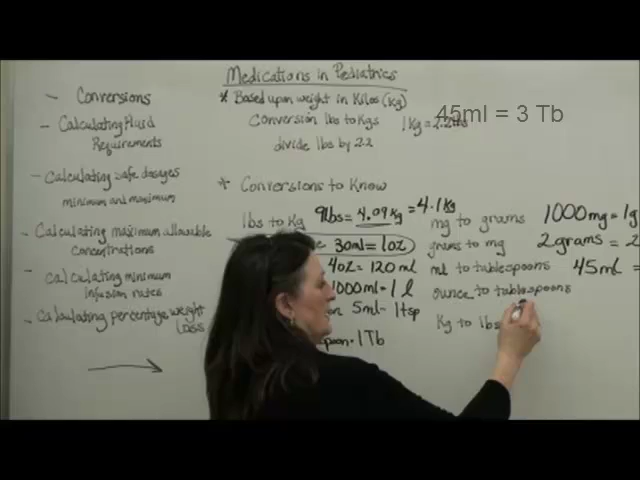 Medications in Pediatrics
* Based upon weight in Kilos (Kg)
Conversion lbs to Kgs 1Kg = 2.2 lbs
divide lbs by 2.2
45ml = 3 Tb
- Conversions
- Calculating Fluid
Requirements
- Calculating safe dosages
minimum and maximum
- Calculating maximum allowable
Concentrations
- Calculating minimum
infusion rates
- Calculating percentage weight
loss
* Conversions to Know
lbs to Kg 9lbs = 4.09 Kg = 4.1 Kg
30ml = 1oz
4oz = 120 ml
1000ml = 1 l
5ml - 1tsp
spoon - 1Tb
mg to grams 1000mg = 1g
grams to mg 2grams = 2
ml to tablespoons 45mL =
ounce to tablespoons
Kg to lbs